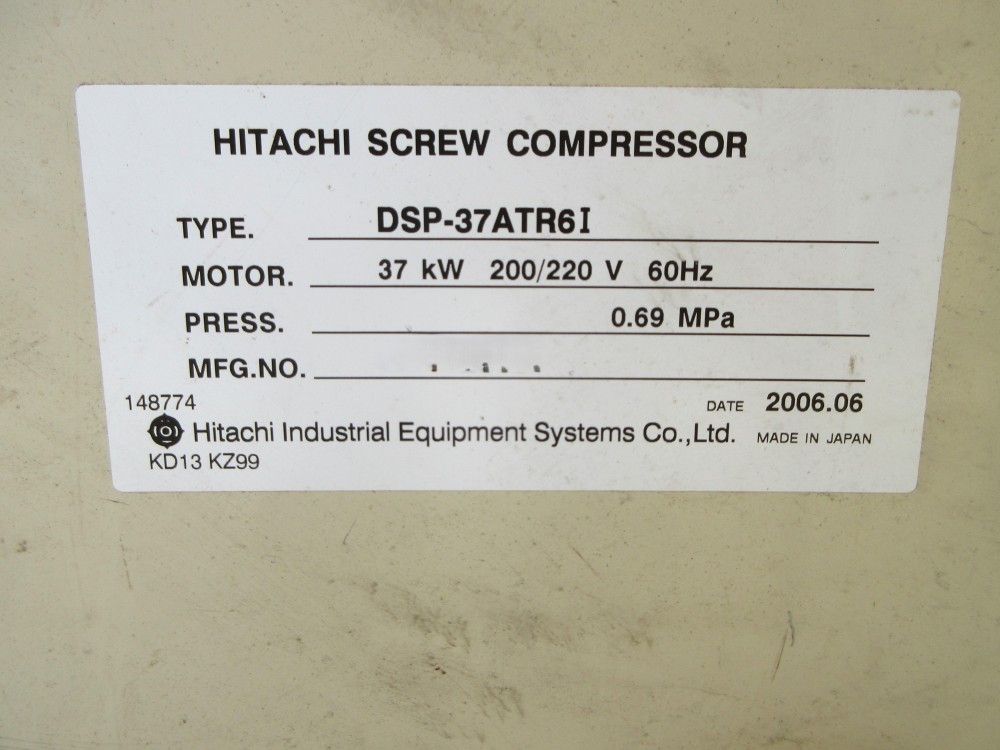 HITACHI SCREW COMPRESSOR
TYPE. DSP-37ATR6I
MOTOR. 37 kW 200/220 V 60Hz
PRESS. 0.69 MPa
MFG.NO.
148774 DATE 2006.06
Hitachi Industrial Equipment Systems Co.,Ltd. MADE IN JAPAN
KD13 KZ99